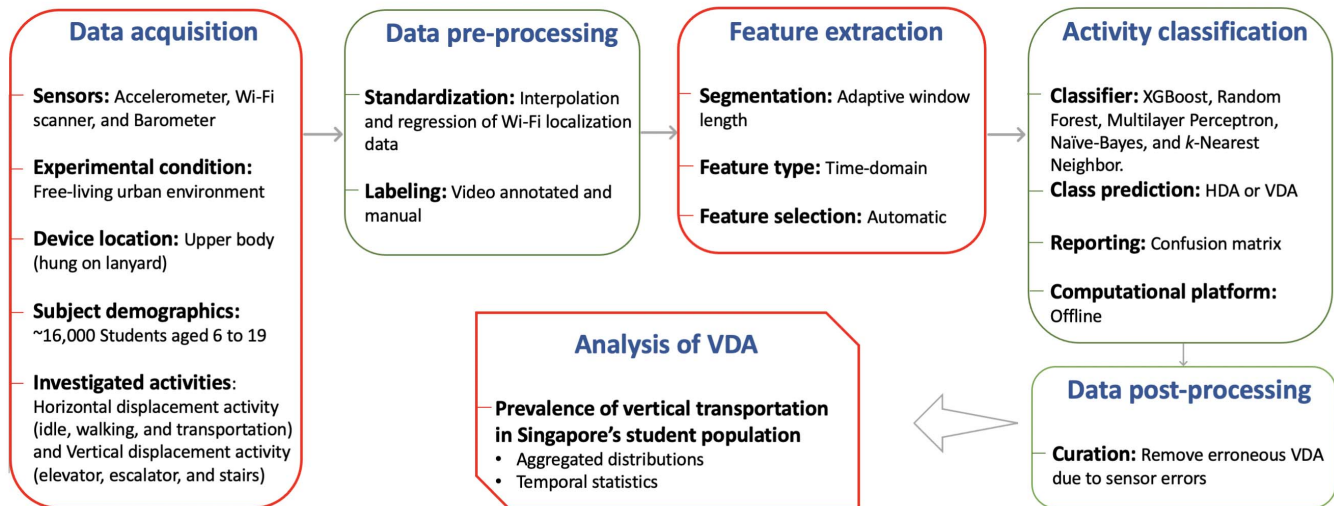 Data acquisition
Sensors: Accelerometer, Wi-Fi
scanner, and Barometer
Experimental condition:
Free-living urban environment
Device location: Upper body
(hung on lanyard)
Subject demographics:
~16,000 Students aged 6 to 19
Investigated activities:
Horizontal displacement activity
(idle, walking, and transportation)
and Vertical displacement activity
(elevator, escalator, and stairs)
Data pre-processing
Standardization: Interpolation
and regression of Wi-Fi localization
data
Labeling: Video annotated and
manual
Feature extraction
Segmentation: Adaptive window
length
Feature type: Time-domain
Feature selection: Automatic
Activity classification
Classifier: XGBoost, Random
Forest, Multilayer Perceptron,
Naïve-Bayes, and k-Nearest
Neighbor.
Class prediction: HDA or VDA
Reporting: Confusion matrix
Computational platform:
Offline
Data post-processing
Curation: Remove erroneous VDA
due to sensor errors
Analysis of VDA
Prevalence of vertical transportation
in Singapore's student population
• Aggregated distributions
• Temporal statistics